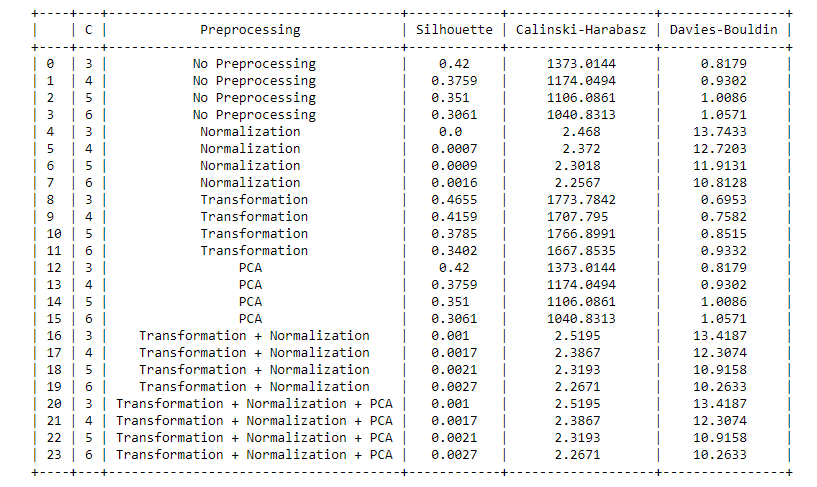 +----+---+--------------------------------------+------------+-------------------+----------------+
|    | C |            Preprocessing             | Silhouette | Calinski-Harabasz | Davies-Bouldin |
+----+---+--------------------------------------+------------+-------------------+----------------+
| 0  | 3 |           No Preprocessing           |    0.42    |     1373.0144     |     0.8179     |
| 1  | 4 |           No Preprocessing           |   0.3759   |     1174.0494     |     0.9302     |
| 2  | 5 |           No Preprocessing           |   0.351    |     1106.0861     |     1.0086     |
| 3  | 6 |           No Preprocessing           |   0.3061   |     1040.8313     |     1.0571     |
| 4  | 3 |            Normalization             |    0.0     |       2.468       |    13.7433     |
| 5  | 4 |            Normalization             |   0.0007   |       2.372       |    12.7203     |
| 6  | 5 |            Normalization             |   0.0009   |      2.3018       |    11.9131     |
| 7  | 6 |            Normalization             |   0.0016   |      2.2567       |    10.8128     |
| 8  | 3 |            Transformation            |   0.4655   |     1773.7842     |     0.6953     |
| 9  | 4 |            Transformation            |   0.4159   |     1707.795      |     0.7582     |
| 10 | 5 |            Transformation            |   0.3785   |     1766.8991     |     0.8515     |
| 11 | 6 |            Transformation            |   0.3402   |     1667.8535     |     0.9332     |
| 12 | 3 |                 PCA                  |    0.42    |     1373.0144     |     0.8179     |
| 13 | 4 |                 PCA                  |   0.3759   |     1174.0494     |     0.9302     |
| 14 | 5 |                 PCA                  |   0.351    |     1106.0861     |     1.0086     |
| 15 | 6 |                 PCA                  |   0.3061   |     1040.8313     |     1.0571     |
| 16 | 3 |    Transformation + Normalization    |   0.001    |      2.5195       |    13.4187     |
| 17 | 4 |    Transformation + Normalization    |   0.0017   |      2.3867       |    12.3074     |
| 18 | 5 |    Transformation + Normalization    |   0.0021   |      2.3193       |    10.9158     |
| 19 | 6 |    Transformation + Normalization    |   0.0027   |      2.2671       |    10.2633     |
| 20 | 3 | Transformation + Normalization + PCA |   0.001    |      2.5195       |    13.4187     |
| 21 | 4 | Transformation + Normalization + PCA |   0.0017   |      2.3867       |    12.3074     |
| 22 | 5 | Transformation + Normalization + PCA |   0.0021   |      2.3193       |    10.9158     |
| 23 | 6 | Transformation + Normalization + PCA |   0.0027   |      2.2671       |    10.2633     |
+----+---+--------------------------------------+------------+-------------------+----------------+